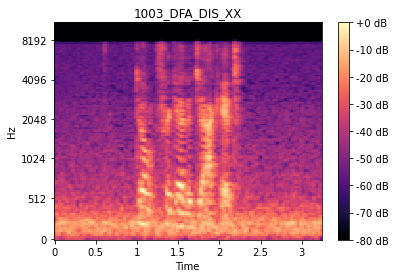 1003_DFA_DIS_XX
+0 dB
8192
-10 dB
4096
-20 dB
-30 dB
2048
Hz
-40 dB
1024
-50 dB
512
-60 dB
-70 dB
0
-80 dB
0 0.5 1 1.5 2 2.5 3
Time